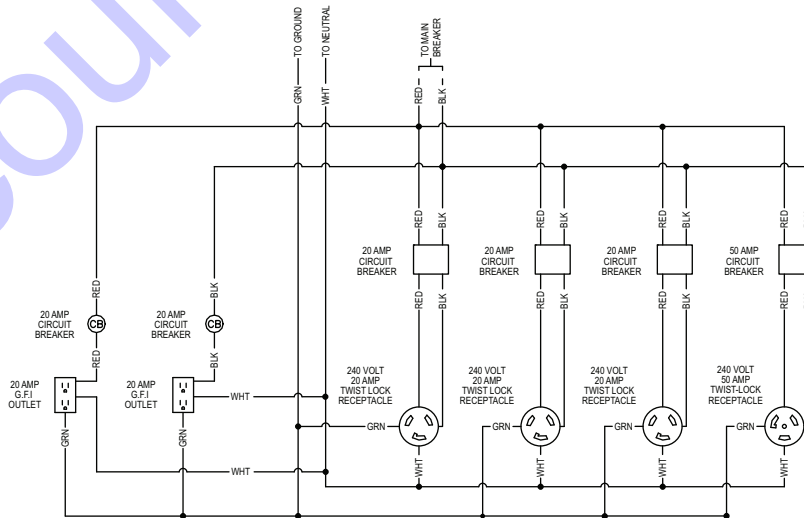 TO GROUND
TO NEUTRAL
TO MAIN
BREAKER
GRN
WHT
RED
BLK
RED
BLK
RED
BLK
RED
BLK
RED
20 AMP
CIRCUIT
BREAKER
20 AMP
CIRCUIT
BREAKER
20 AMP
CIRCUIT
BREAKER
50 AMP
CIRCUIT
BREAKER
RED
BLK
RED
BLK
RED
BLK
RED
BLK
RED
20 AMP
CIRCUIT
BREAKER
CB
20 AMP
CIRCUIT
BREAKER
CB
RED
BLK
20 AMP
G.F.I
OUTLET
20 AMP
G.F.I
OUTLET
240 VOLT
20 AMP
TWIST LOCK
RECEPTACLE
240 VOLT
20 AMP
TWIST LOCK
RECEPTACLE
240 VOLT
20 AMP
TWIST LOCK
RECEPTACLE
240 VOLT
50 AMP
TWIST-LOCK
RECEPTACLE
WHT
GRN
GRN
GRN
GRN
GRN
GRN
WHT
WHT
WHT
WHT
WHT